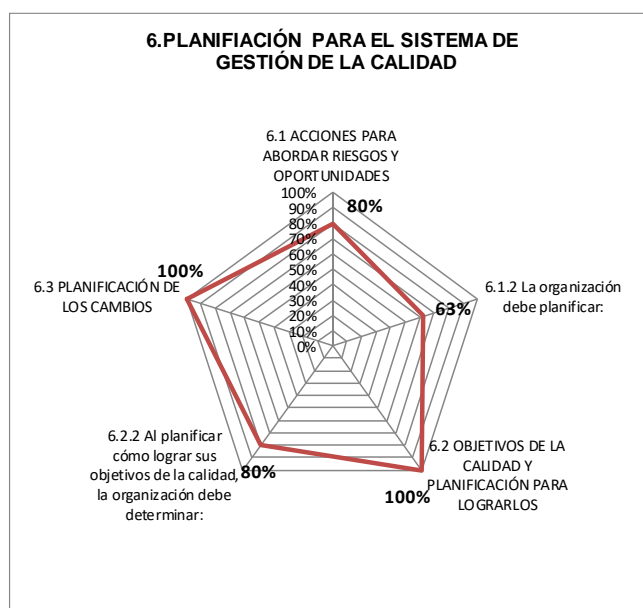 6.PLANIFIACIÓN PARA EL SISTEMA DE
GESTIÓN DE LA CALIDAD
6.1 ACCIONES PARA
ABORDAR RIESGOS Y
OPORTUNIDADES
100%
90%
80%
70%
60%
50%
40%
30%
20%
10%
0%
80%
6.1.2 La organización
debe planificar:
63%
6.2 OBJETIVOS DE LA
CALIDAD Y
PLANIFICACIÓN PARA
LOGRARLOS
100%
6.2.2 Al planificar
cómo lograr sus
objetivos de la calidad,
la organización debe
determinar:
80%
6.3 PLANIFICACIÓN DE
LOS CAMBIOS
100%